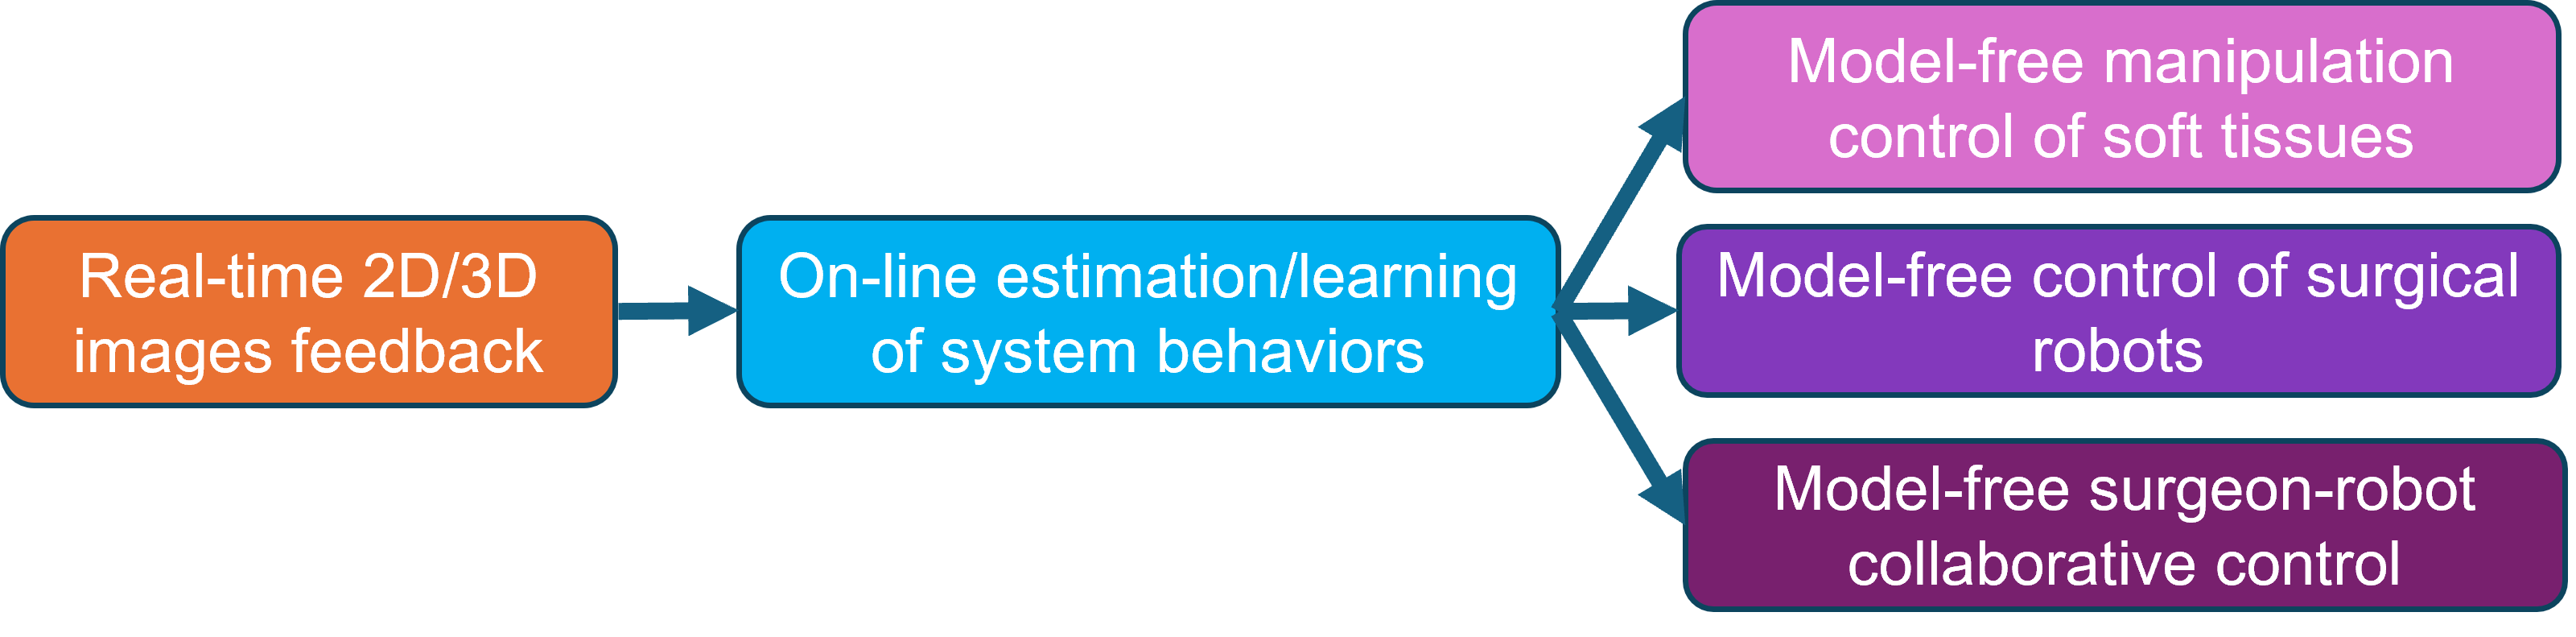 Real-time 2D/3D
images feedback
On-line estimation/learning
of system behaviors
Model-free manipulation
control of soft tissues
Model-free control of surgical
robots
Model-free surgeon-robot
collaborative control